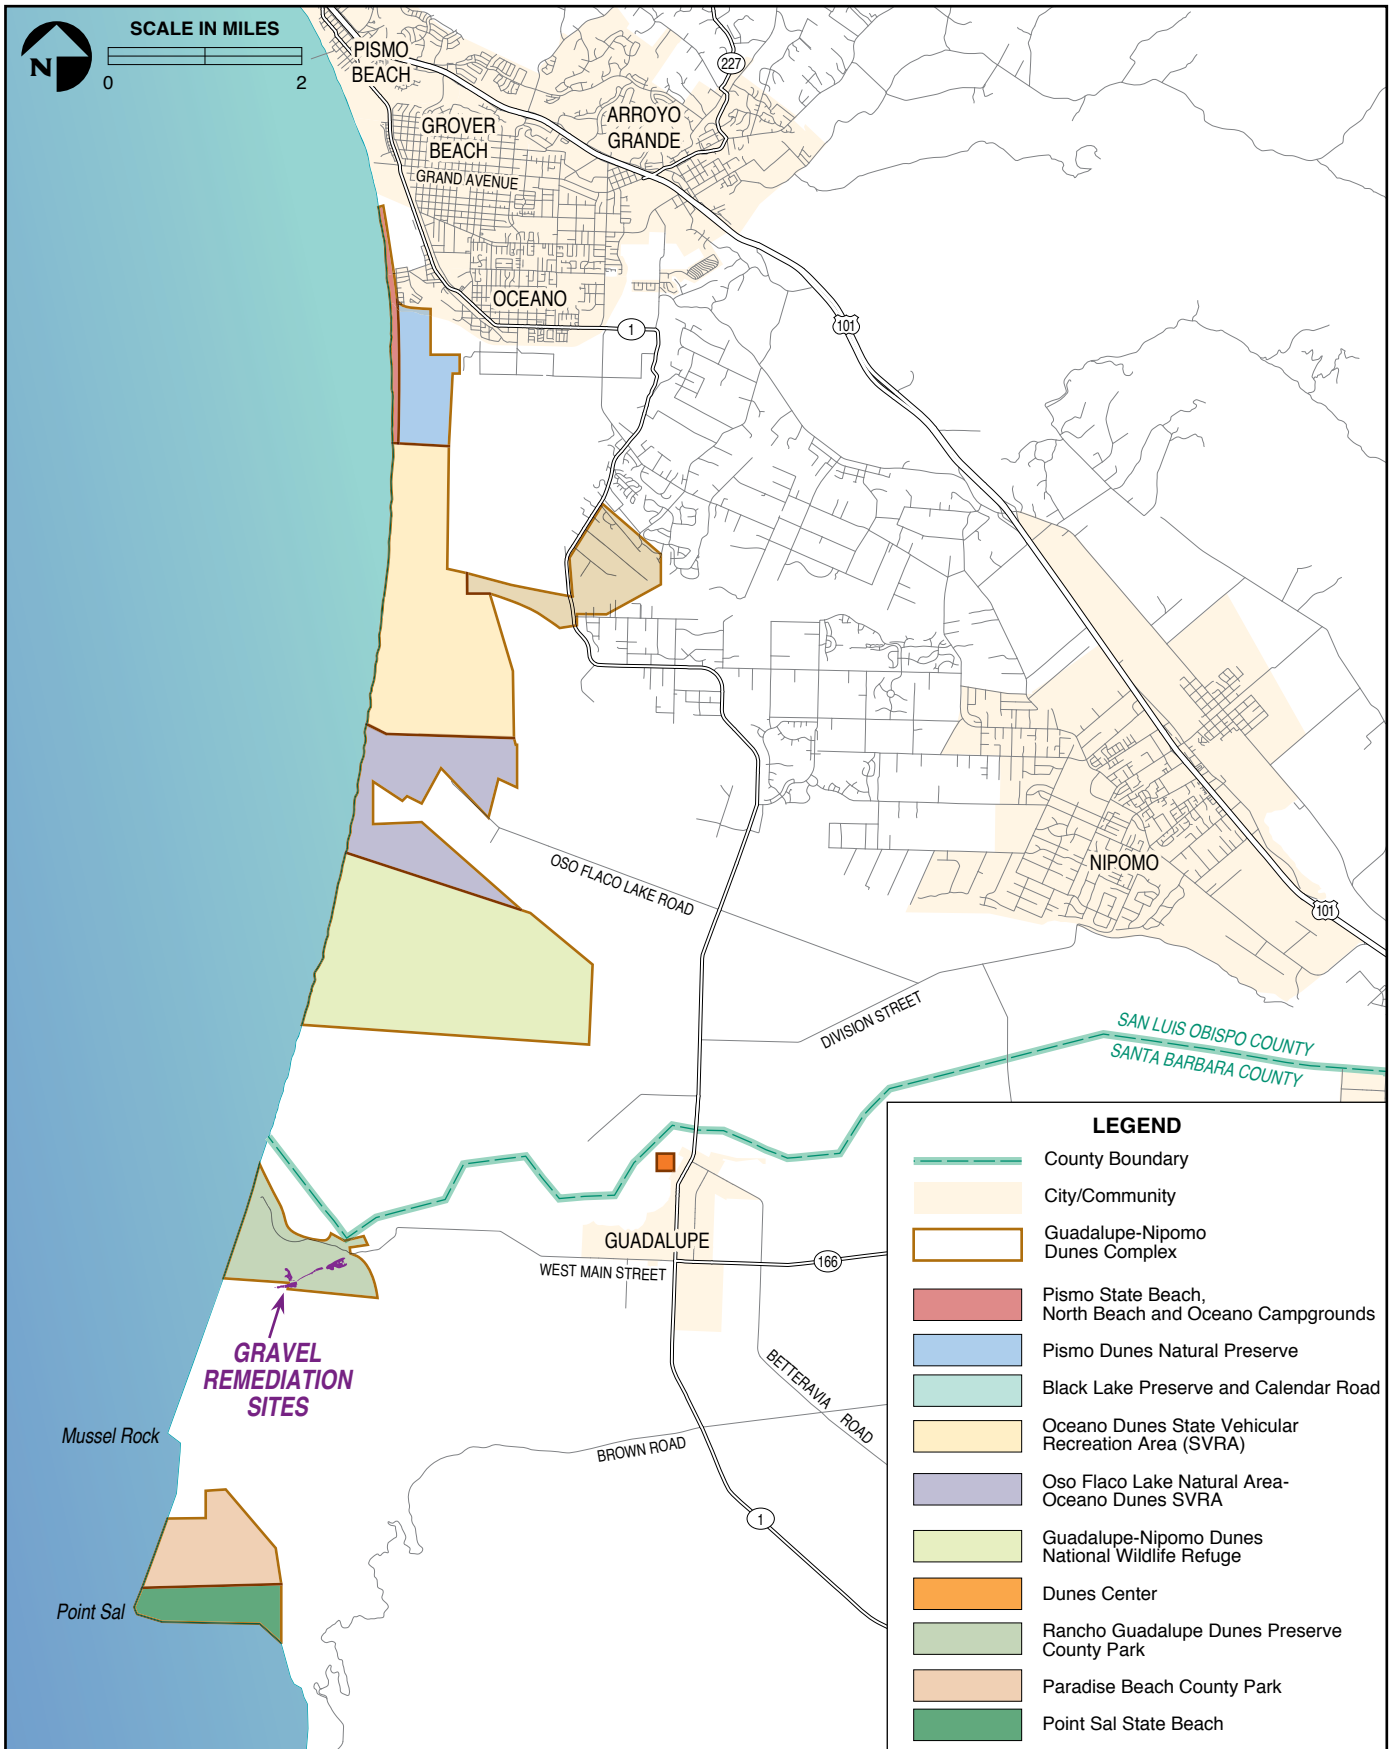 SCALE IN MILES
N
0
2
PISMO
BEACH
227
GROVER
BEACH
ARROYO
GRANDE
GRAND AVENUE
OCEANO
1
101
OSO FLACO LAKE ROAD
NIPOMO
101
DIVISION STREET
SAN LUIS OBISPO COUNTY
SANTA BARBARA COUNTY
GUADALUPE
WEST MAIN STREET
166
GRAVEL
REMEDIATION
SITES
BETTERAVIA
ROAD
Mussel Rock
BROWN ROAD
1
Point Sal
LEGEND
County Boundary
City/Community
Guadalupe-Nipomo
Dunes Complex
Pismo State Beach,
North Beach and Oceano Campgrounds
Pismo Dunes Natural Preserve
Black Lake Preserve and Calendar Road
Oceano Dunes State Vehicular
Recreation Area (SVRA)
Oso Flaco Lake Natural Area-
Oceano Dunes SVRA
Guadalupe-Nipomo Dunes
National Wildlife Refuge
Dunes Center
Rancho Guadalupe Dunes Preserve
County Park
Paradise Beach County Park
Point Sal State Beach